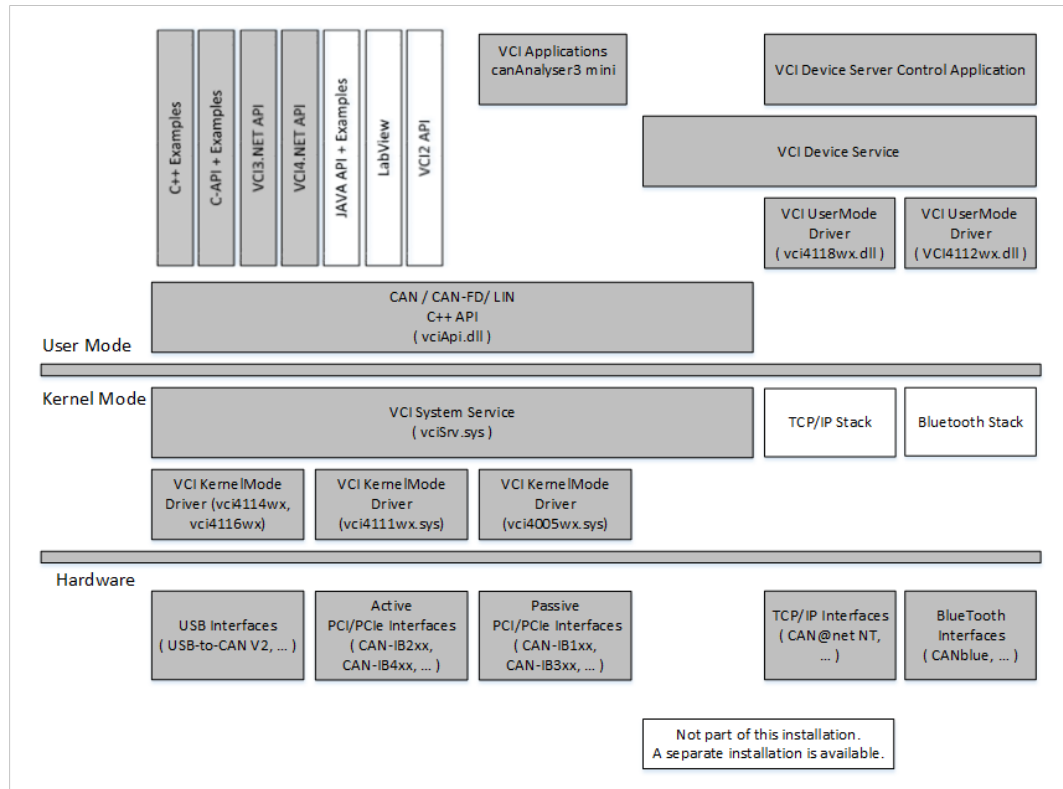 C++ Examples
C-API + Examples
VCI3.NET API
VCI4.NET API
JAVA API + Examples
LabView
VCI2 API
VCI Applications
canAnalyser3 mini
VCI Device Server Control Application
VCI Device Service
VCI UserMode
Driver
( vci4118wx.dll )
VCI UserMode
Driver
( VCI4112wx.dll )
CAN / CAN-FD/ LIN
C++ API
( vciApi.dll )
User Mode
Kernel Mode
VCI System Service
( vciSrv.sys )
TCP/IP Stack
Bluetooth Stack
VCI KernelMode
Driver (vci4114wx,
vci4116wx)
VCI KernelMode
Driver
(vci4111wx.sys)
VCI KernelMode
Driver
(vci4005wx.sys)
Hardware
USB Interfaces
( USB-to-CAN V2, ... )
Active
PCI/PCIe Interfaces
( CAN-IB2xx,
CAN-IB4xx, ... )
Passive
PCI/PCIe Interfaces
( CAN-IB1xx,
CAN-IB3xx, ... )
TCP/IP Interfaces
( CAN@net NT,
... )
BlueTooth
Interfaces
( CANblue, ... )
Not part of this installation.
A separate installation is available.